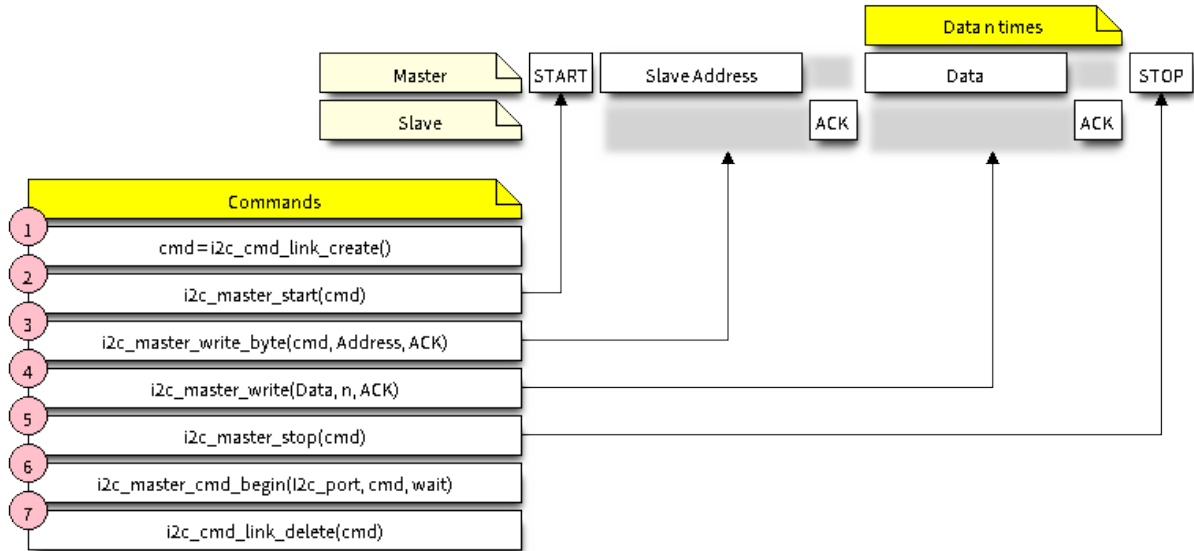 Data n times
Master START Slave Address Data STOP
Slave ACK ACK
Commands
1
cmd=i2c_cmd_link_create()
2
i2c_master_start(cmd)
3
i2c_master_write_byte(cmd, Address, ACK)
4
i2c_master_write(Data, n, ACK)
5
i2c_master_stop(cmd)
6
i2c_master_cmd_begin(I2c_port, cmd, wait)
7
i2c_cmd_link_delete(cmd)